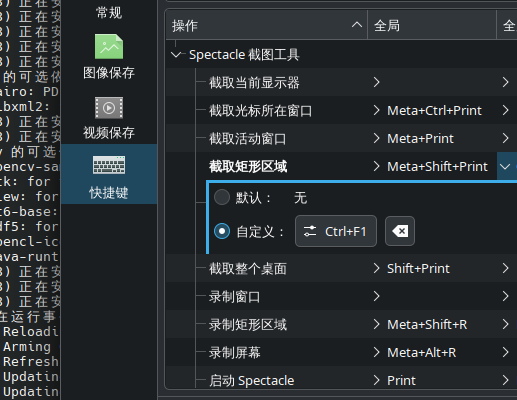 3) 正在安
3) 正在安
3) 正在安
3) 正在安
的可选依
airo: PD
lbxml2:
3) 正在安
3) 正在安
的可选
pencv-sa
tk: for
iew: for
t6-base:
df5: for
pencl-ic
ava-runt
3) 正在安
3) 正在安
3) 正在安
在运行事
Reloadi
Arming
Refresh
Updatin
Updatin
常规
图像保存
视频保存
快捷键
操作 全局 全
Spectacle 截图工具
截取当前显示器
截取光标所在窗口 Meta+Ctrl+Print
截取活动窗口 Meta+Print
截取矩形区域 Meta+Shift+Print
默认： 无
自定义： Ctrl+F1
截取整个桌面 Shift+Print
录制窗口
录制矩形区域 Meta+Shift+R
录制屏幕 Meta+Alt+R
启动 Spectacle Print